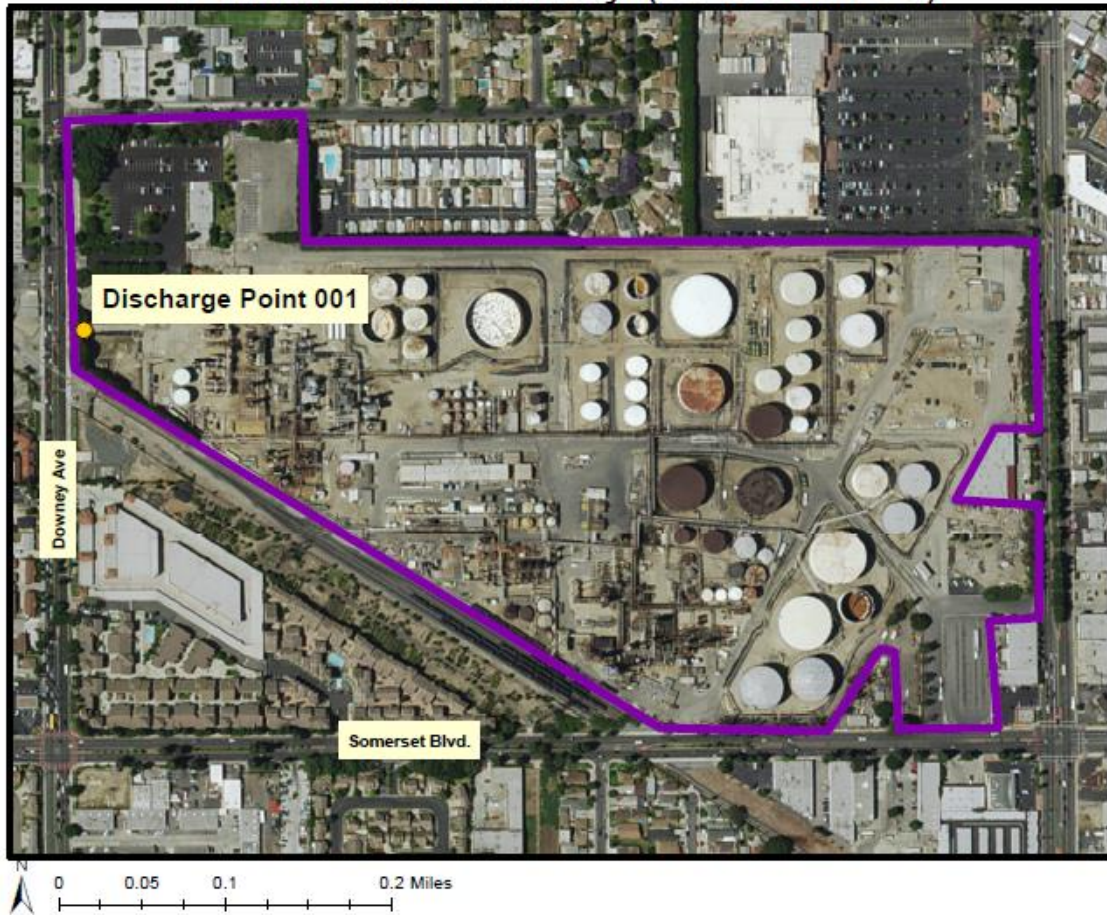 Discharge Point 001
Downey Ave
Somerset Blvd.
N
0 0.05 0.1 0.2 Miles